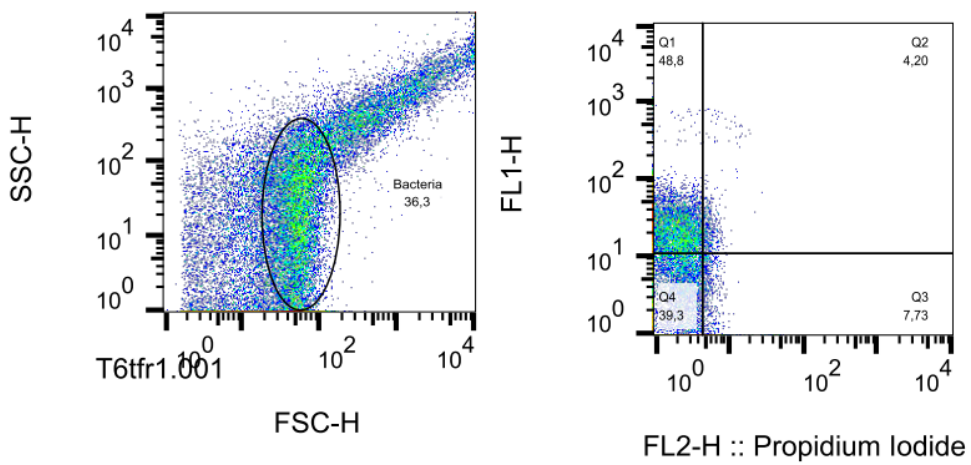 SSC-H
10^4
10^3
10^2
10^1
10^0
Bacteria
36,3
10^0
10^2
10^4
T6tfr1.001
FSC-H
FL1-H
10^4
10^3
10^2
10^1
10^0
Q1
48,8
Q2
4,20
Q4
39,3
Q3
7,73
10^0
10^2
10^4
FL2-H :: Propidium Iodide